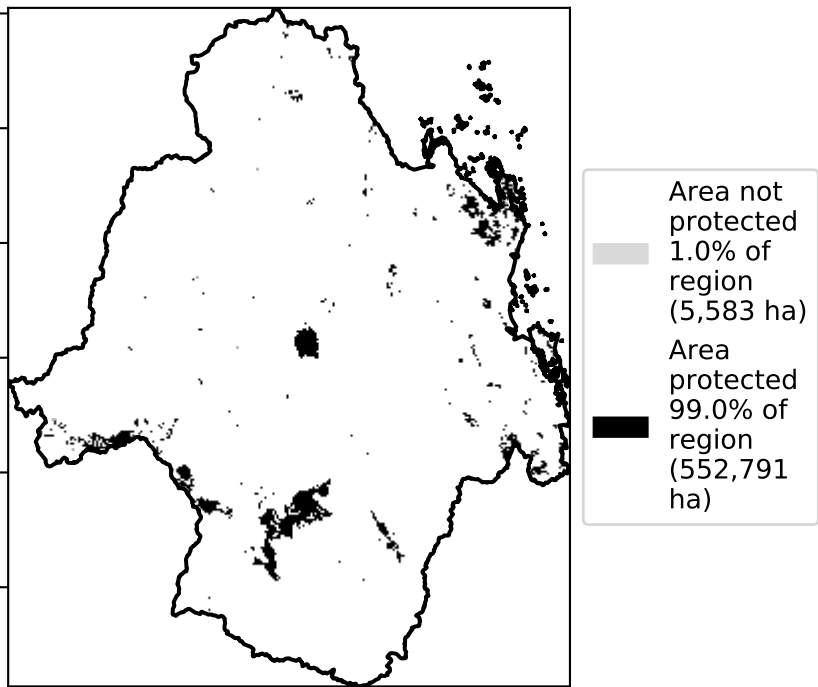 Area not
protected
1.0% of
region
(5,583 ha)
Area
protected
99.0% of
region
(552,791
ha)